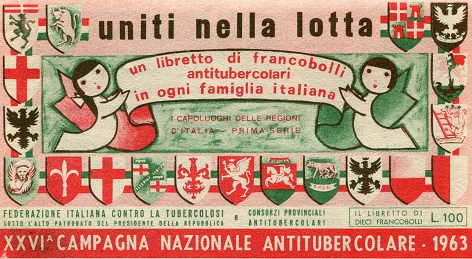 uniti nella lotta
un libretto di francobolli
antitubercolari
in ogni famiglia italiana
I CAPOLUOGHI DELLE REGIONI
D'ITALIA - PRIMA SERIE
FEDERAZIONE ITALIANA CONTRO LA TUBERCOLOSI e CONSORZI PROVINCIALI
SOTTO L'ALTO PATRONATO DEL PRESIDENTE DELLA REPUBBLICA ANTITUBERCOLARI
IL LIBRETTO DI
DIECI FRANCOBOLLI L. 100
XXVIª CAMPAGNA NAZIONALE ANTITUBERCOLARE - 1963